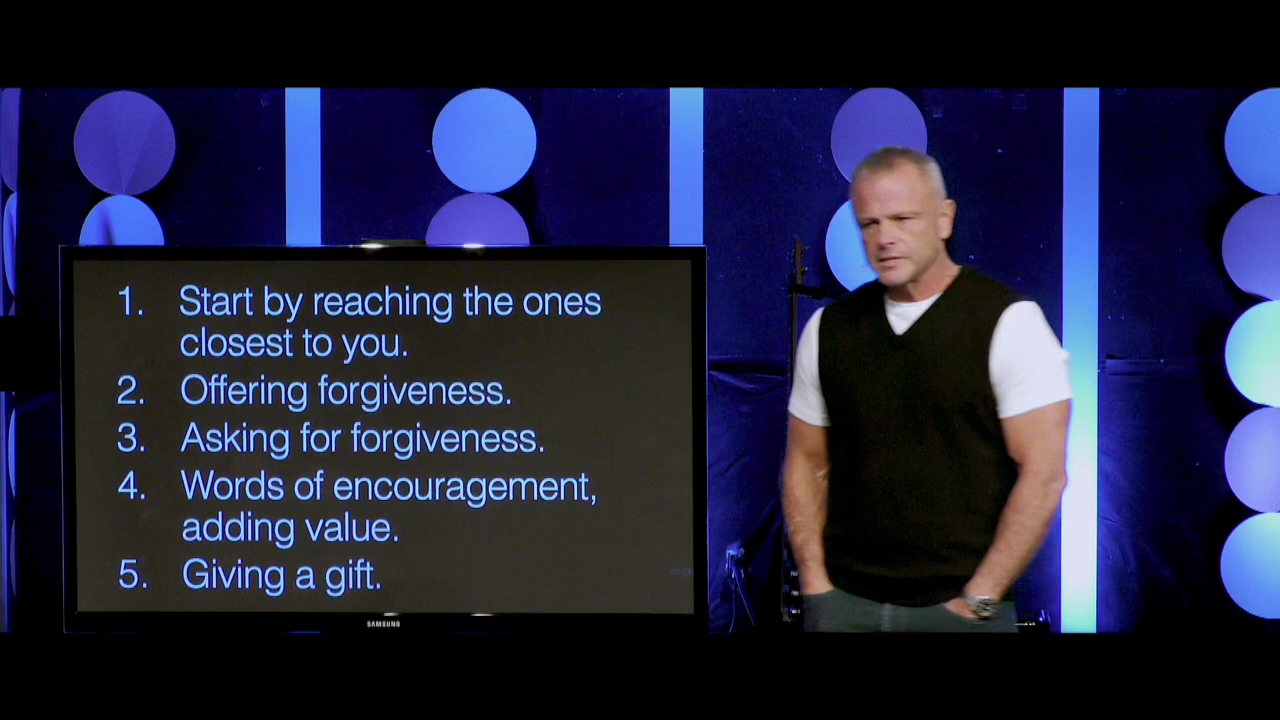 1. Start by reaching the ones
closest to you.
2. Offering forgiveness.
3. Asking for forgiveness.
4. Words of encouragement,
adding value.
5. Giving a gift.
SAMSUNG